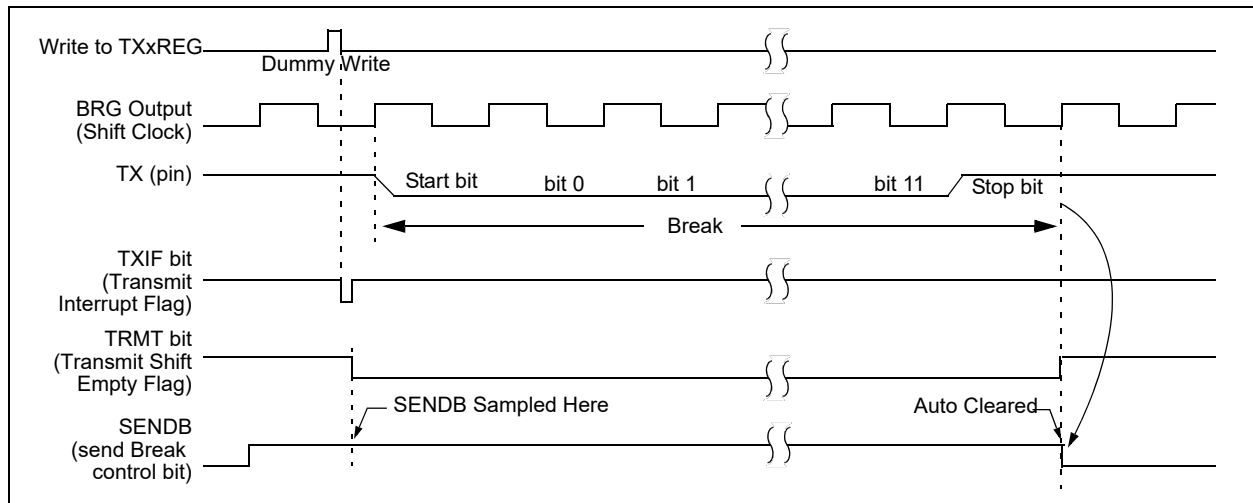 Write to TXxREG
Dummy Write
BRG Output
(Shift Clock)
TX (pin)
Start bit
bit 0
bit 1
bit 11
Stop bit
Break
TXIF bit
(Transmit
Interrupt Flag)
TRMT bit
(Transmit Shift
Empty Flag)
SENDB Sampled Here
Auto Cleared
SENDB
(send Break
control bit)